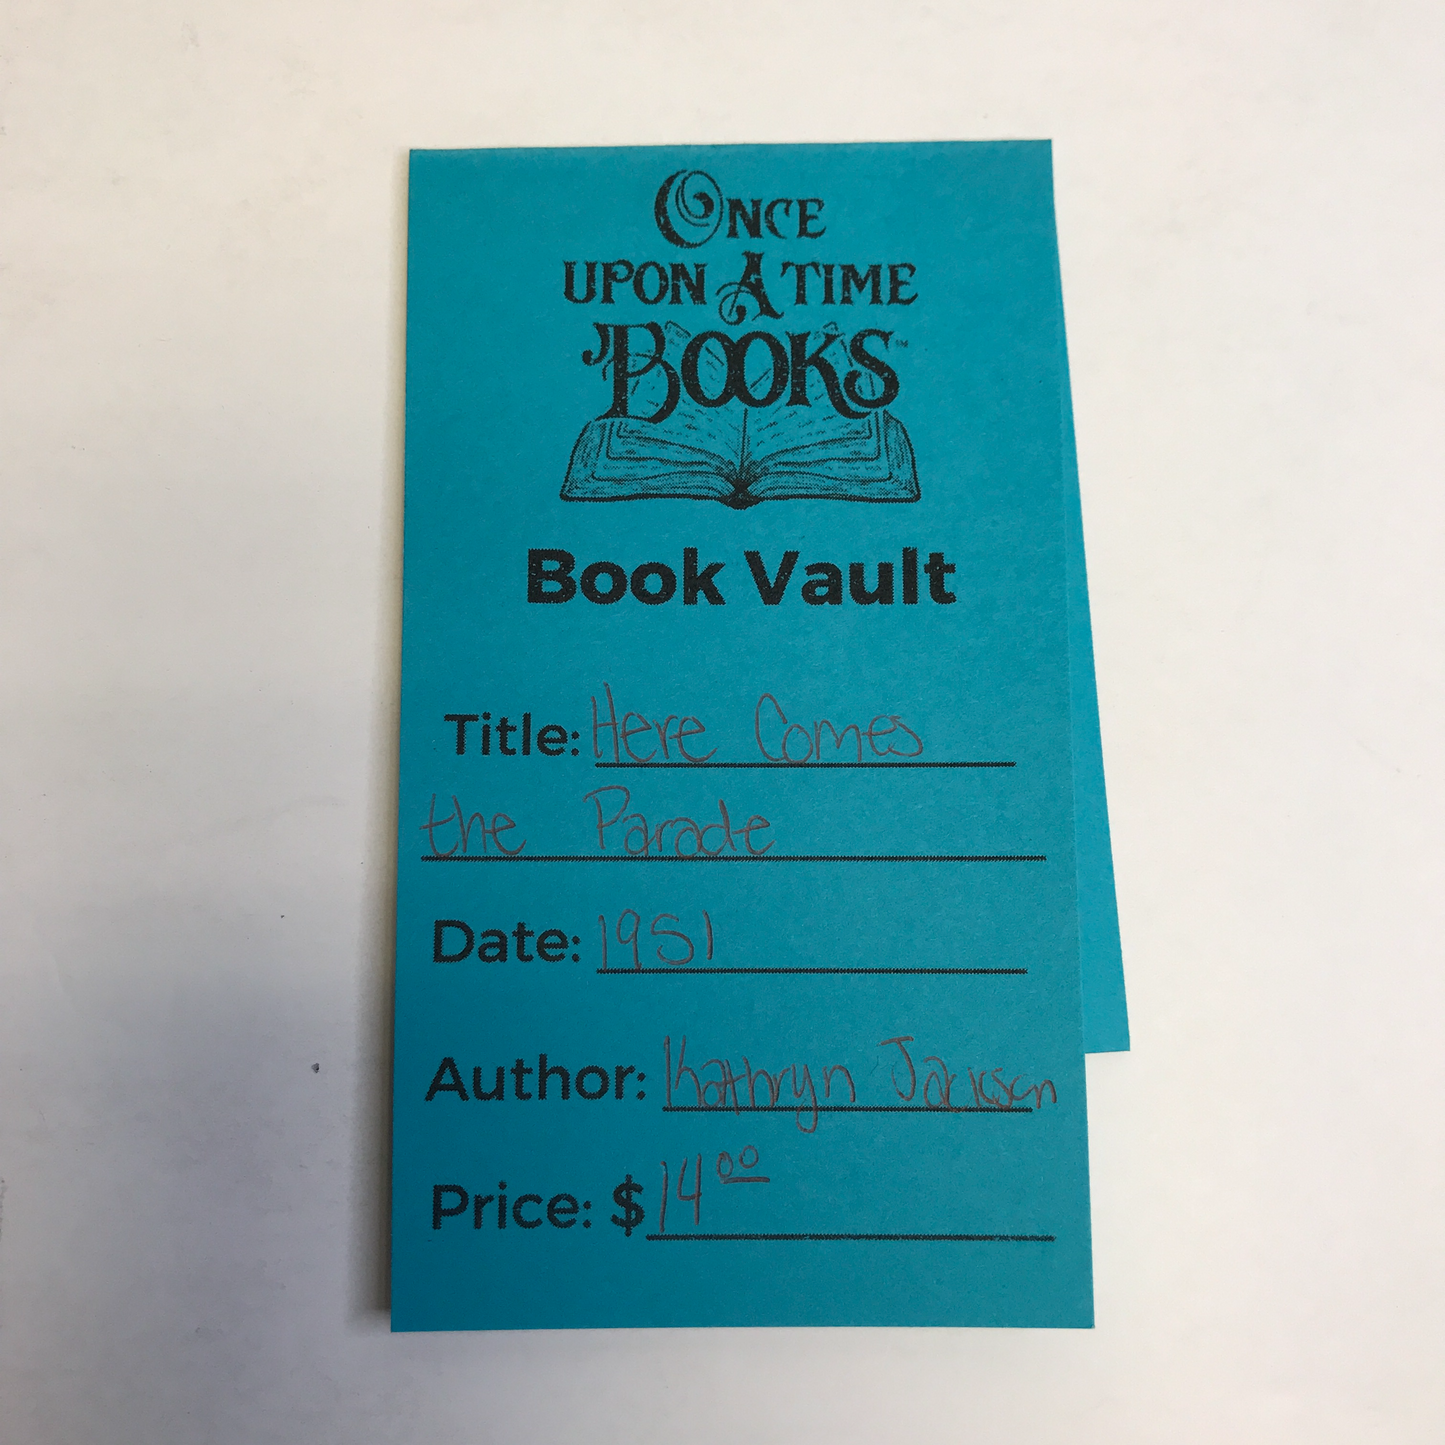 ONCE
UPON A TIME
BOOKS
Book Vault
Title: Here Comes
the Parade
Date: 1951
Author: Kathryn Jackson
Price: $14 00